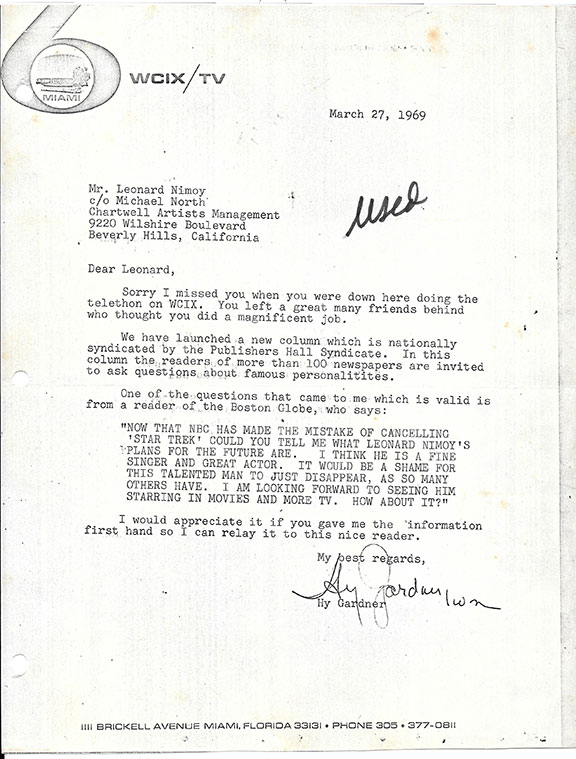 6
MIAMI
WCIX/TV
March 27, 1969
Mr. Leonard Nimoy
c/o Michael North
Chartwell Artists Management
9220 Wilshire Boulevard
Beverly Hills, California
used
Dear Leonard,
Sorry I missed you when you were down here doing the
telethon on WCIX. You left a great many friends behind
who thought you did a magnificent job.
We have launched a new column which is nationally
syndicated by the Publishers Hall Syndicate. In this
column the readers of more than 100 newspapers are invited
to ask questions about famous personalitites.
One of the questions that came to me which is valid is
from a reader of the Boston Globe, who says:
"NOW THAT NBC HAS MADE THE MISTAKE OF CANCELLING
'STAR TREK' COULD YOU TELL ME WHAT LEONARD NIMOY'S
PLANS FOR THE FUTURE ARE. I THINK HE IS A FINE
SINGER AND GREAT ACTOR. IT WOULD BE A SHAME FOR
THIS TALENTED MAN TO JUST DISAPPEAR, AS SO MANY
OTHERS HAVE. I AM LOOKING FORWARD TO SEEING HIM
STARRING IN MOVIES AND MORE TV. HOW ABOUT IT?"
I would appreciate it if you gave me the information
first hand so I can relay it to this nice reader.
My best regards,
Hy Gardner
Hy Gardner
1111 BRICKELL AVENUE MIAMI, FLORIDA 33131 • PHONE 305 • 377-0811